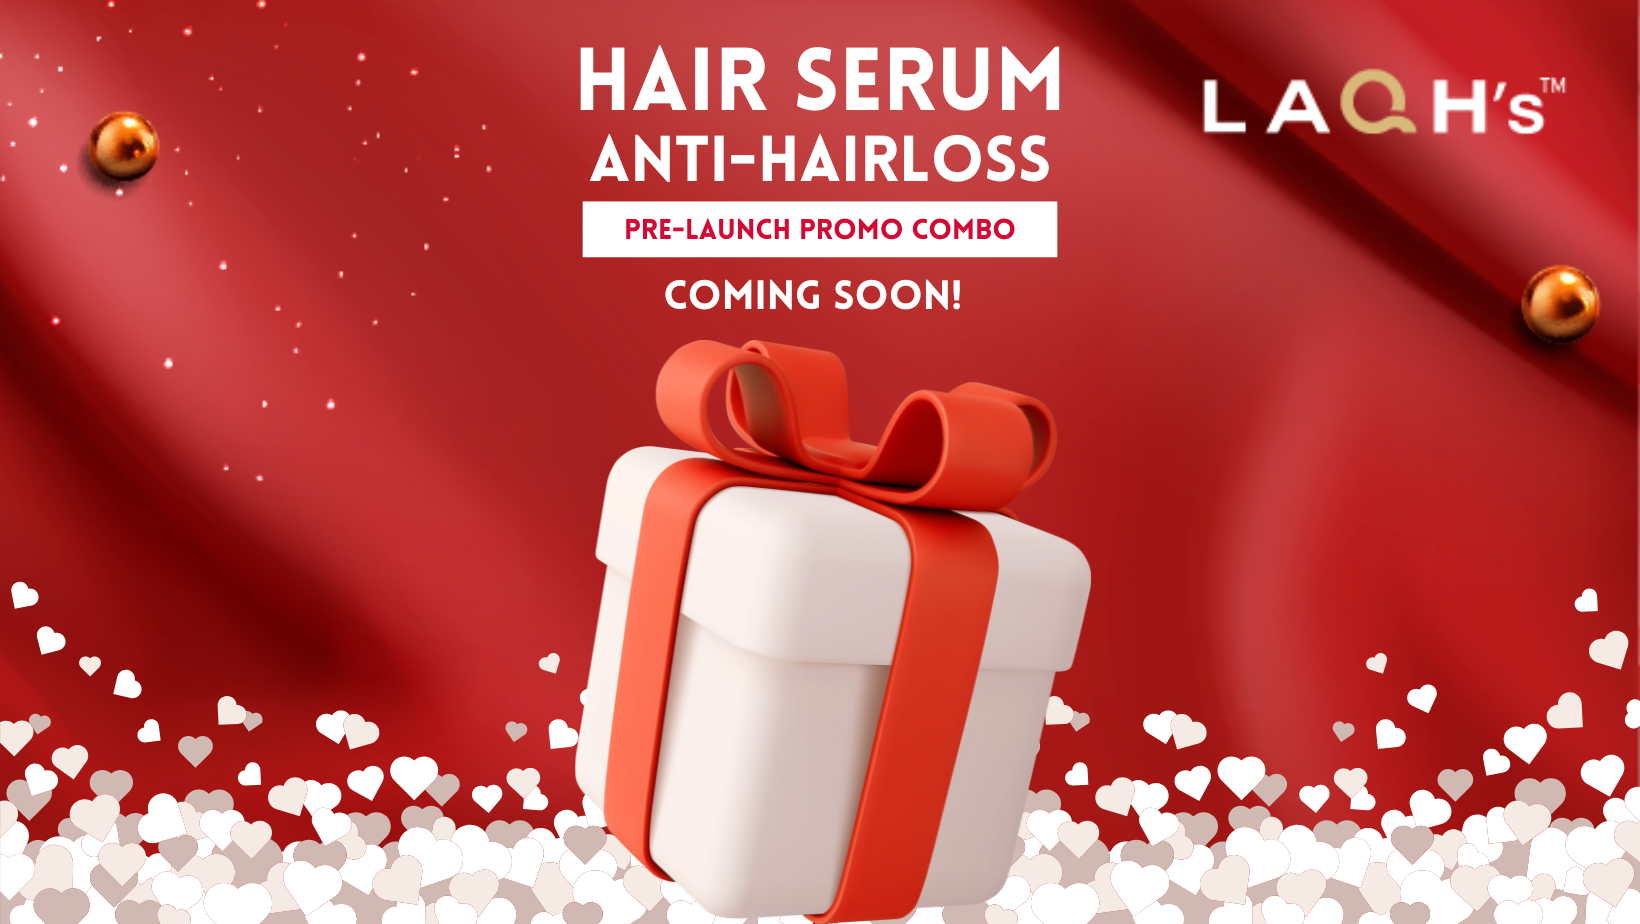 HAIR SERUM
ANTI-HAIRLOSS
PRE-LAUNCH PROMO COMBO
COMING SOON!
LAQH's™